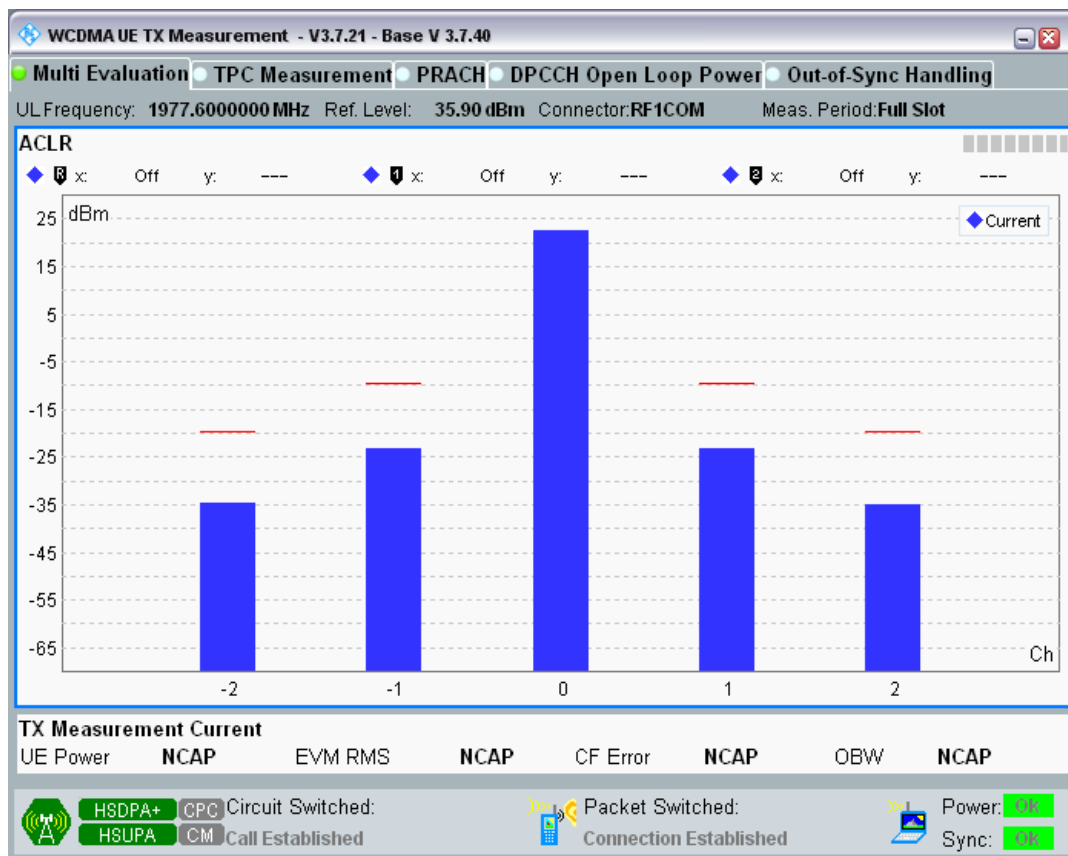 WCDMA UE TX Measurement - V3.7.21 - Base V 3.7.40
Multi Evaluation TPC Measurement PRACH DPCCH Open Loop Power Out-of-Sync Handling
UL Frequency: 1977.6000000 MHz Ref. Level: 35.90 dBm Connector:RF1COM Meas. Period:Full Slot
ACLR
R x: Off y: --- 1 x: Off y: --- 2 x: Off y: ---
dBm
Current
25
15
5
-5
-15
-25
-35
-45
-55
-65
Ch
-2 -1 0 1 2
TX Measurement Current
UE Power NCAP EVM RMS NCAP CF Error NCAP OBW NCAP
HSDPA+ CPC Circuit Switched: Packet Switched: Power: OK
HSUPA CM Call Established Connection Established Sync: OK